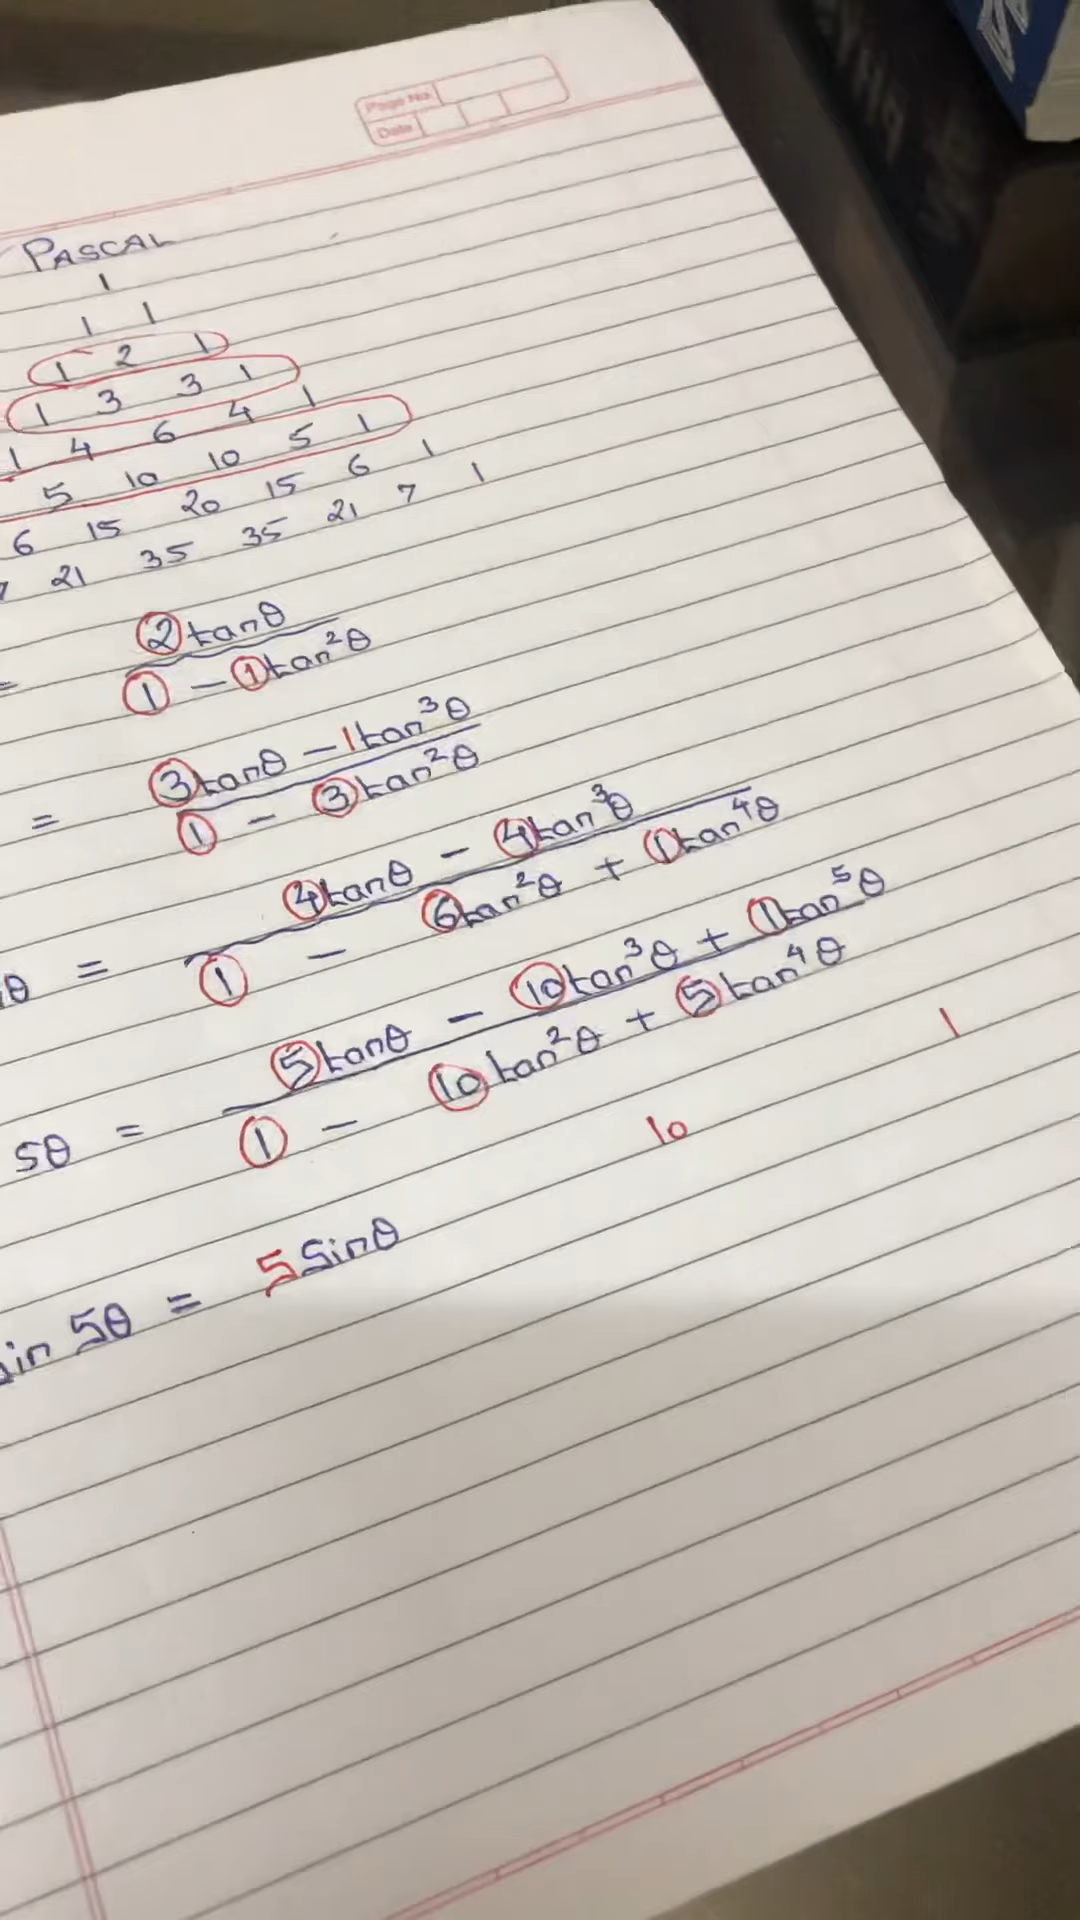 Page No.
Date
PASCAL
1
1 1
1 2 1
1 3 3 1
1 4 6 4 1
5 10 10 5 1
6 15 20 15 6 1
7 21 35 35 21 7 1
= 2tanθ
1 - 1tan²θ
= 3tanθ - 1tan³θ
1 - 3tan²θ
θ = 4tanθ - 4tan³θ
1 - 6tan²θ + 1tan⁴θ
5θ = 5tanθ - 10tan³θ + 1tan⁵θ
1 - 10tan²θ + 5tan⁴θ
10 1
sin 5θ = 5sinθ